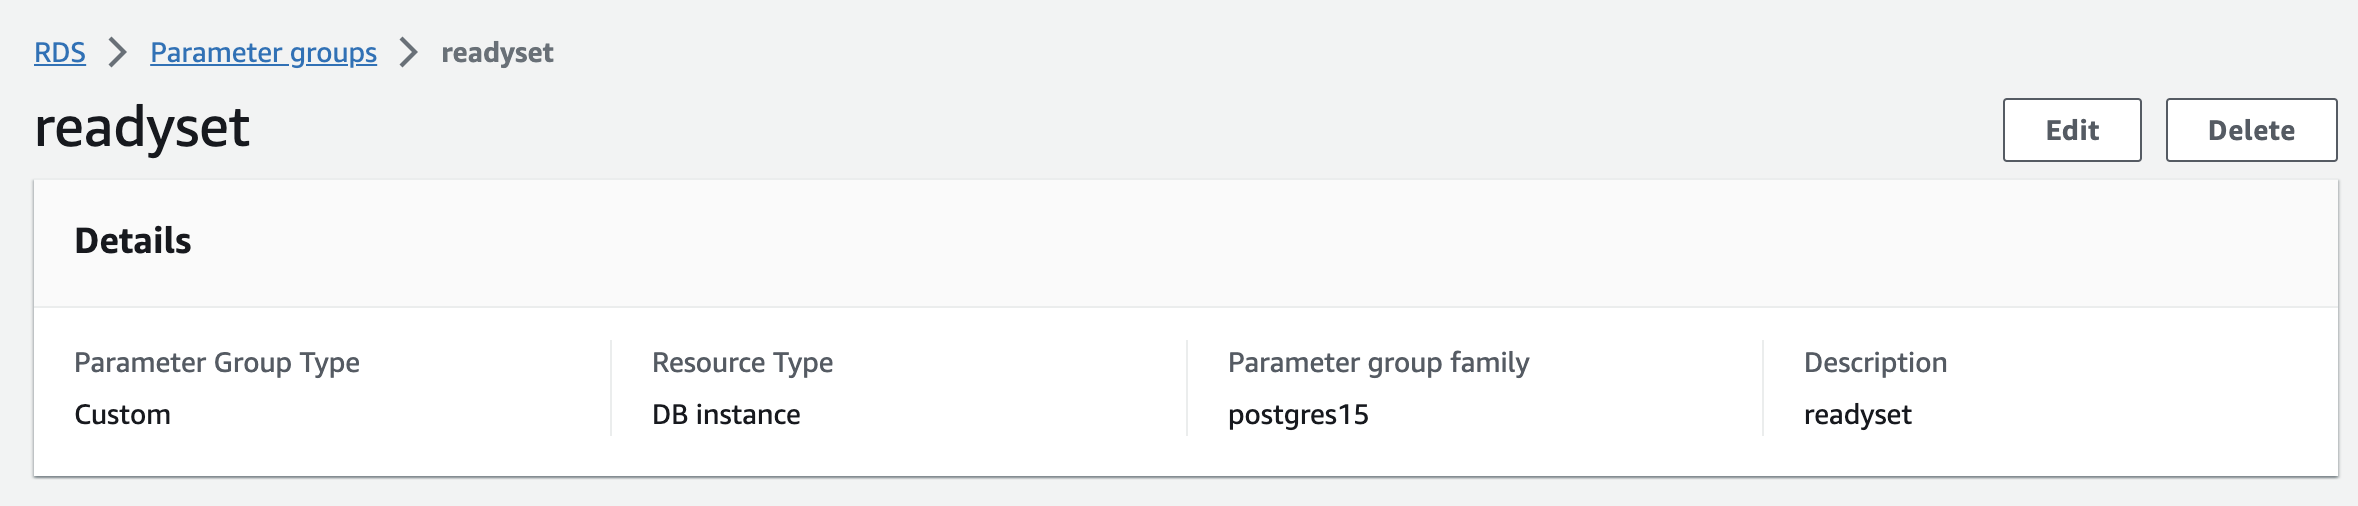 RDS > Parameter groups > readyset
readyset
Edit Delete
Details
Parameter Group Type Resource Type Parameter group family Description
Custom DB instance postgres15 readyset